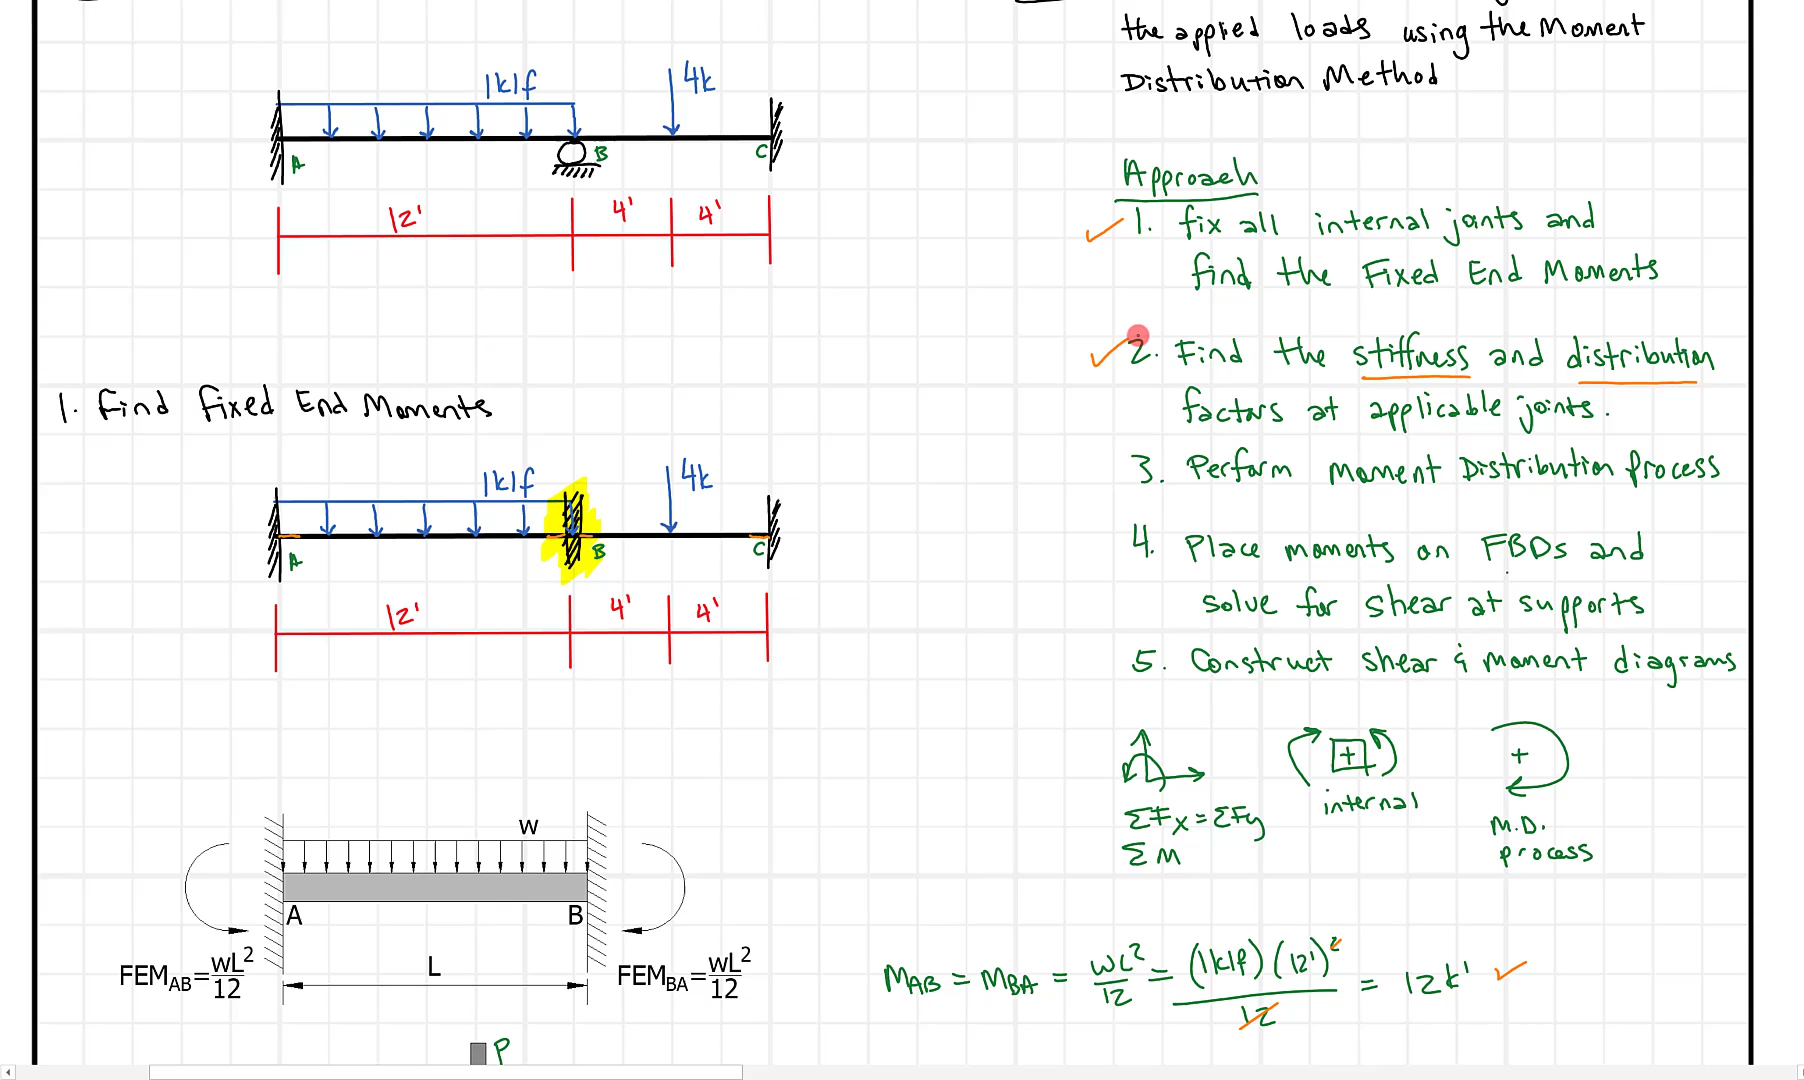 the applied loads using the Moment
Distribution Method
1klf
4k
A
B
C
12'
4'
4'
Approach
1. fix all internal joints and
find the Fixed End Moments
2. Find the stiffness and distribution
factors at applicable joints.
3. Perform Moment Distribution Process
4. Place moments on FBDs and
solve for shear at supports
5. Construct shear & moment diagrams
1. Find Fixed End Moments
1klf
4k
A
B
C
12'
4'
4'
ΣFx = ΣFy
ΣM
+
internal
+
M.D.
process
w
A
B
L
FEM_AB = wL²/12
FEM_BA = wL²/12
M_AB = M_BA = wL²/12 = (1klf)(12')²/12 = 12k'
P